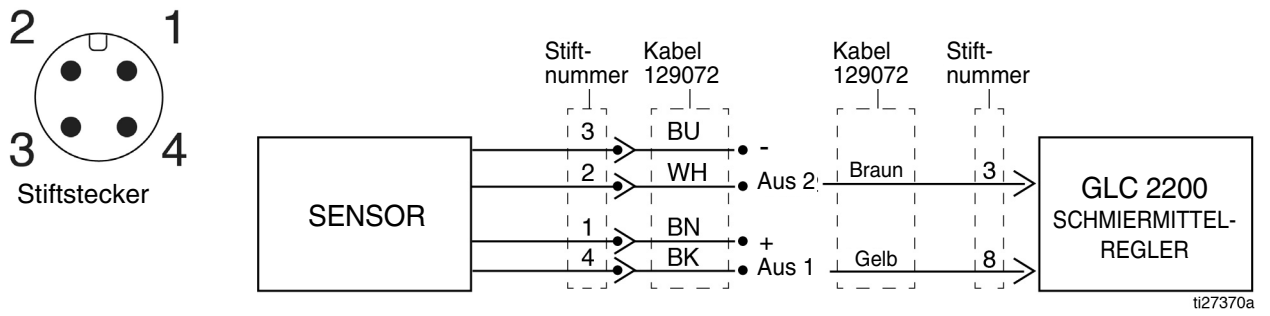 2 1
3 4
Stiftstecker
Stift-
nummer
Kabel
129072
Kabel
129072
Stift-
nummer
SENSOR
3 BU -
2 WH Aus 2
1 BN +
4 BK Aus 1
Braun 3
Gelb 8
GLC 2200
SCHMIERMITTEL-
REGLER
ti27370a